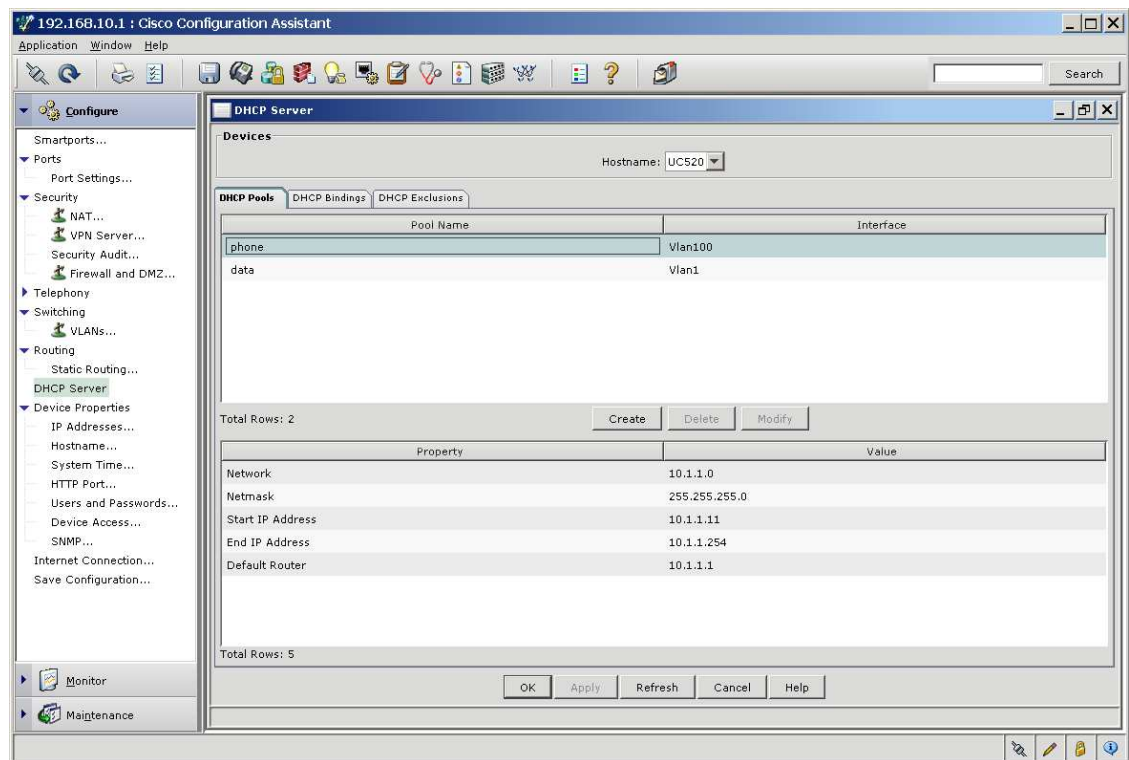 192.168.10.1 : Cisco Configuration Assistant
Application Window Help
Search
Configure
Smartports...
Ports
Port Settings...
Security
NAT...
VPN Server...
Security Audit...
Firewall and DMZ...
Telephony
Switching
VLANs...
Routing
Static Routing...
DHCP Server
Device Properties
IP Addresses...
Hostname...
System Time...
HTTP Port...
Users and Passwords...
Device Access...
SNMP...
Internet Connection...
Save Configuration...
Monitor
Maintenance
DHCP Server
Devices
Hostname: UC520
DHCP Pools DHCP Bindings DHCP Exclusions
Pool Name Interface
phone Vlan100
data Vlan1
Total Rows: 2 Create Delete Modify
Property Value
Network 10.1.1.0
Netmask 255.255.255.0
Start IP Address 10.1.1.11
End IP Address 10.1.1.254
Default Router 10.1.1.1
Total Rows: 5
OK Apply Refresh Cancel Help